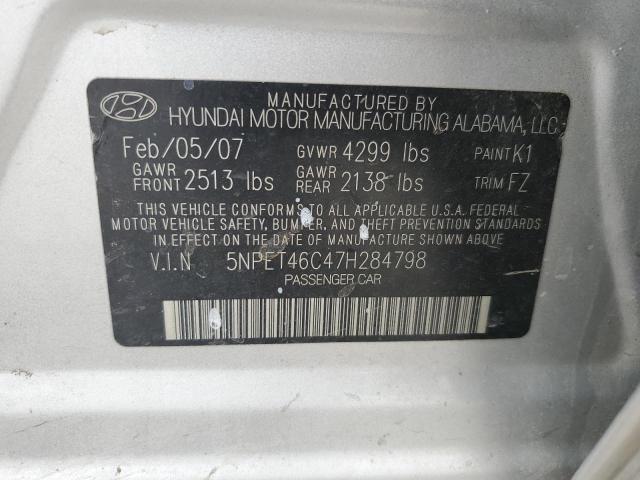 MANUFACTURED BY
HYUNDAI MOTOR MANUFACTURING ALABAMA, LLC
Feb/05/07 GVWR 4299 lbs PAINT K1
GAWR FRONT 2513 lbs GAWR REAR 2138 lbs TRIM FZ
THIS VEHICLE CONFORMS TO ALL APPLICABLE U.S.A. FEDERAL
MOTOR VEHICLE SAFETY, BUMPER, AND THEFT PREVENTION
STANDARDS IN EFFECT ON THE DATE OF MANUFACTURE SHOWN
ABOVE.
V.I.N 5NPET46C47H284798
PASSENGER CAR